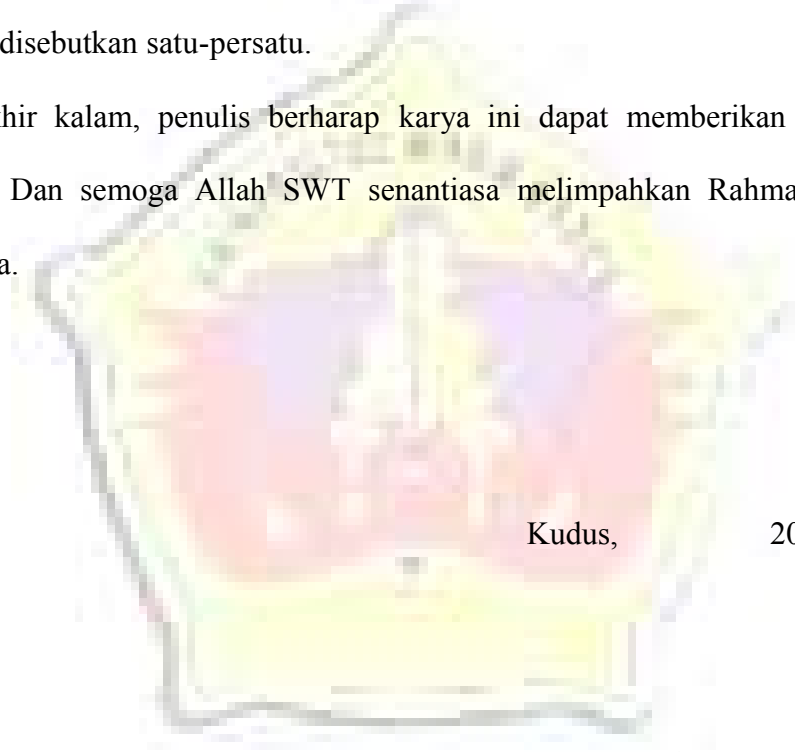 disebutkan satu-persatu.
hir kalam, penulis berharap karya ini dapat memberikan
Dan semoga Allah SWT senantiasa melimpahkan Rahma
a.
Kudus, 20